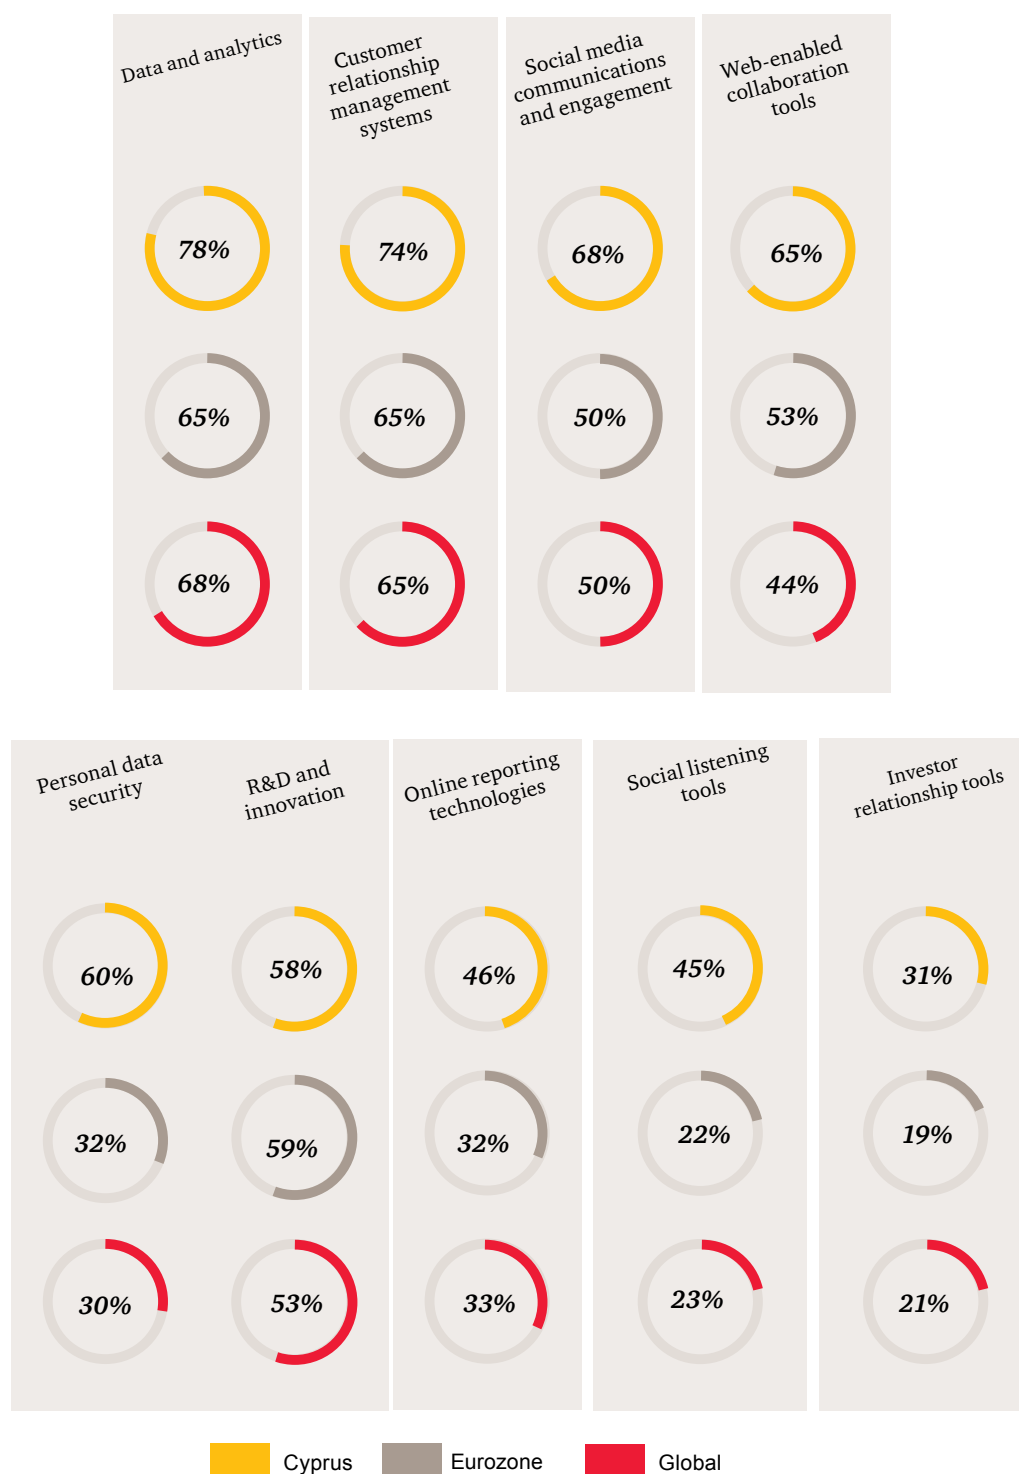 Data and analytics
Customer
relationship
management
systems
Social media
communications
and engagement
Web-enabled
collaboration
tools
78%
74%
68%
65%
65%
65%
50%
53%
68%
65%
50%
44%
Personal data
security
R&D and
innovation
Online reporting
technologies
Social listening
tools
Investor
relationship tools
60%
58%
46%
45%
31%
32%
59%
32%
22%
19%
30%
53%
33%
23%
21%
Cyprus
Eurozone
Global